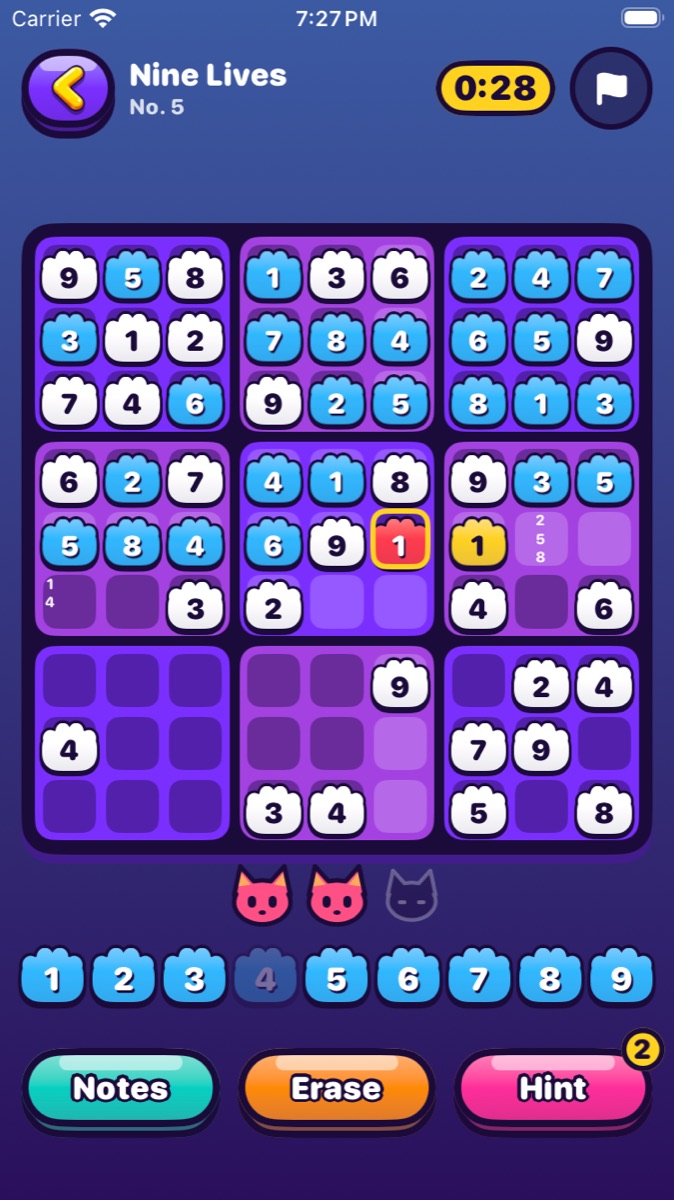 Carrier 7:27 PM
Nine Lives
No. 5
0:28
9 5 8 1 3 6 2 4 7
3 1 2 7 8 4 6 5 9
7 4 6 9 2 5 8 1 3
6 2 7 4 1 8 9 3 5
5 8 4 6 9 1 1 2 5 8
1 4 3 2 4 6
9 2 4
4 7 9
3 4 5 8
1 2 3 4 5 6 7 8 9
2
Notes Erase Hint